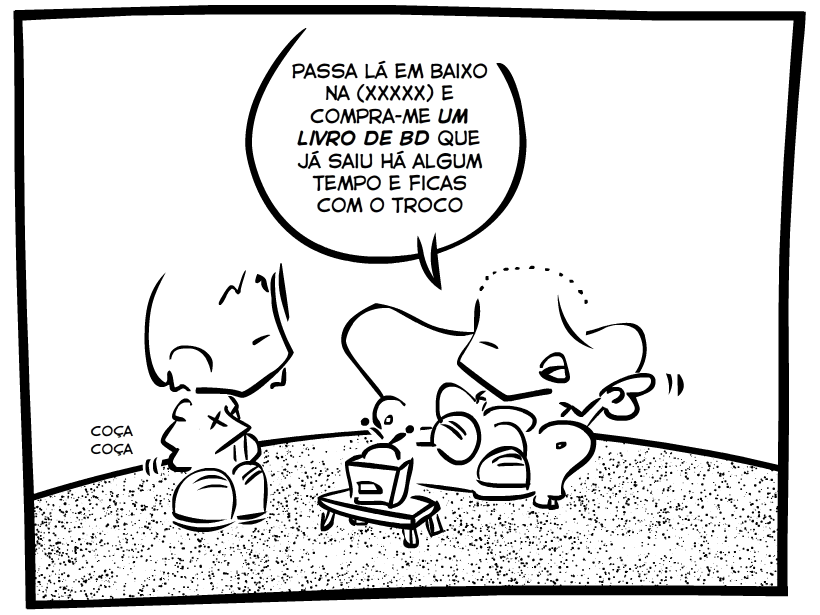 PASSA LÁ EM BAIXO
NA (XXXXX) E
COMPRA-ME UM
LIVRO DE BD QUE
JÁ SAIU HÁ ALGUM
TEMPO E FICAS
COM O TROCO
COÇA
COÇA